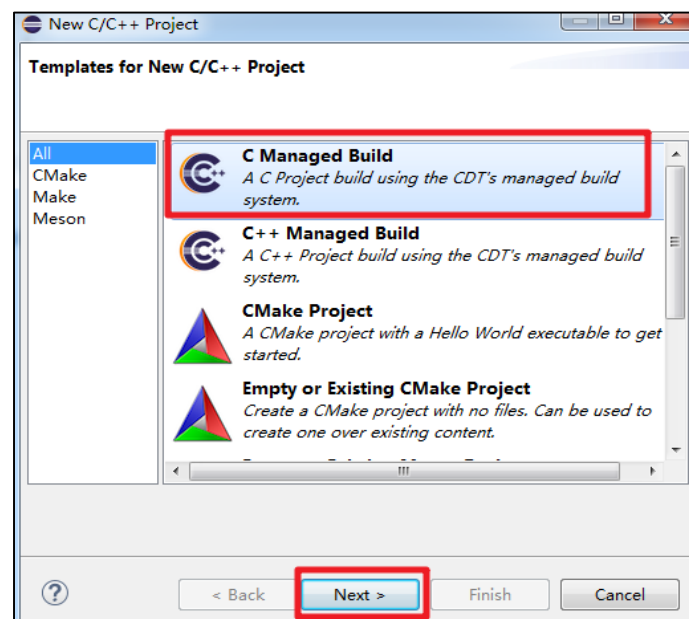 New C/C++ Project
Templates for New C/C++ Project
All
CMake
Make
Meson
C Managed Build
A C Project build using the CDT's managed build
system.
C++ Managed Build
A C++ Project build using the CDT's managed build
system.
CMake Project
A CMake project with a Hello World executable to get
started.
Empty or Existing CMake Project
Create a CMake project with no files. Can be used to
create one over existing content.
< Back
Next >
Finish
Cancel